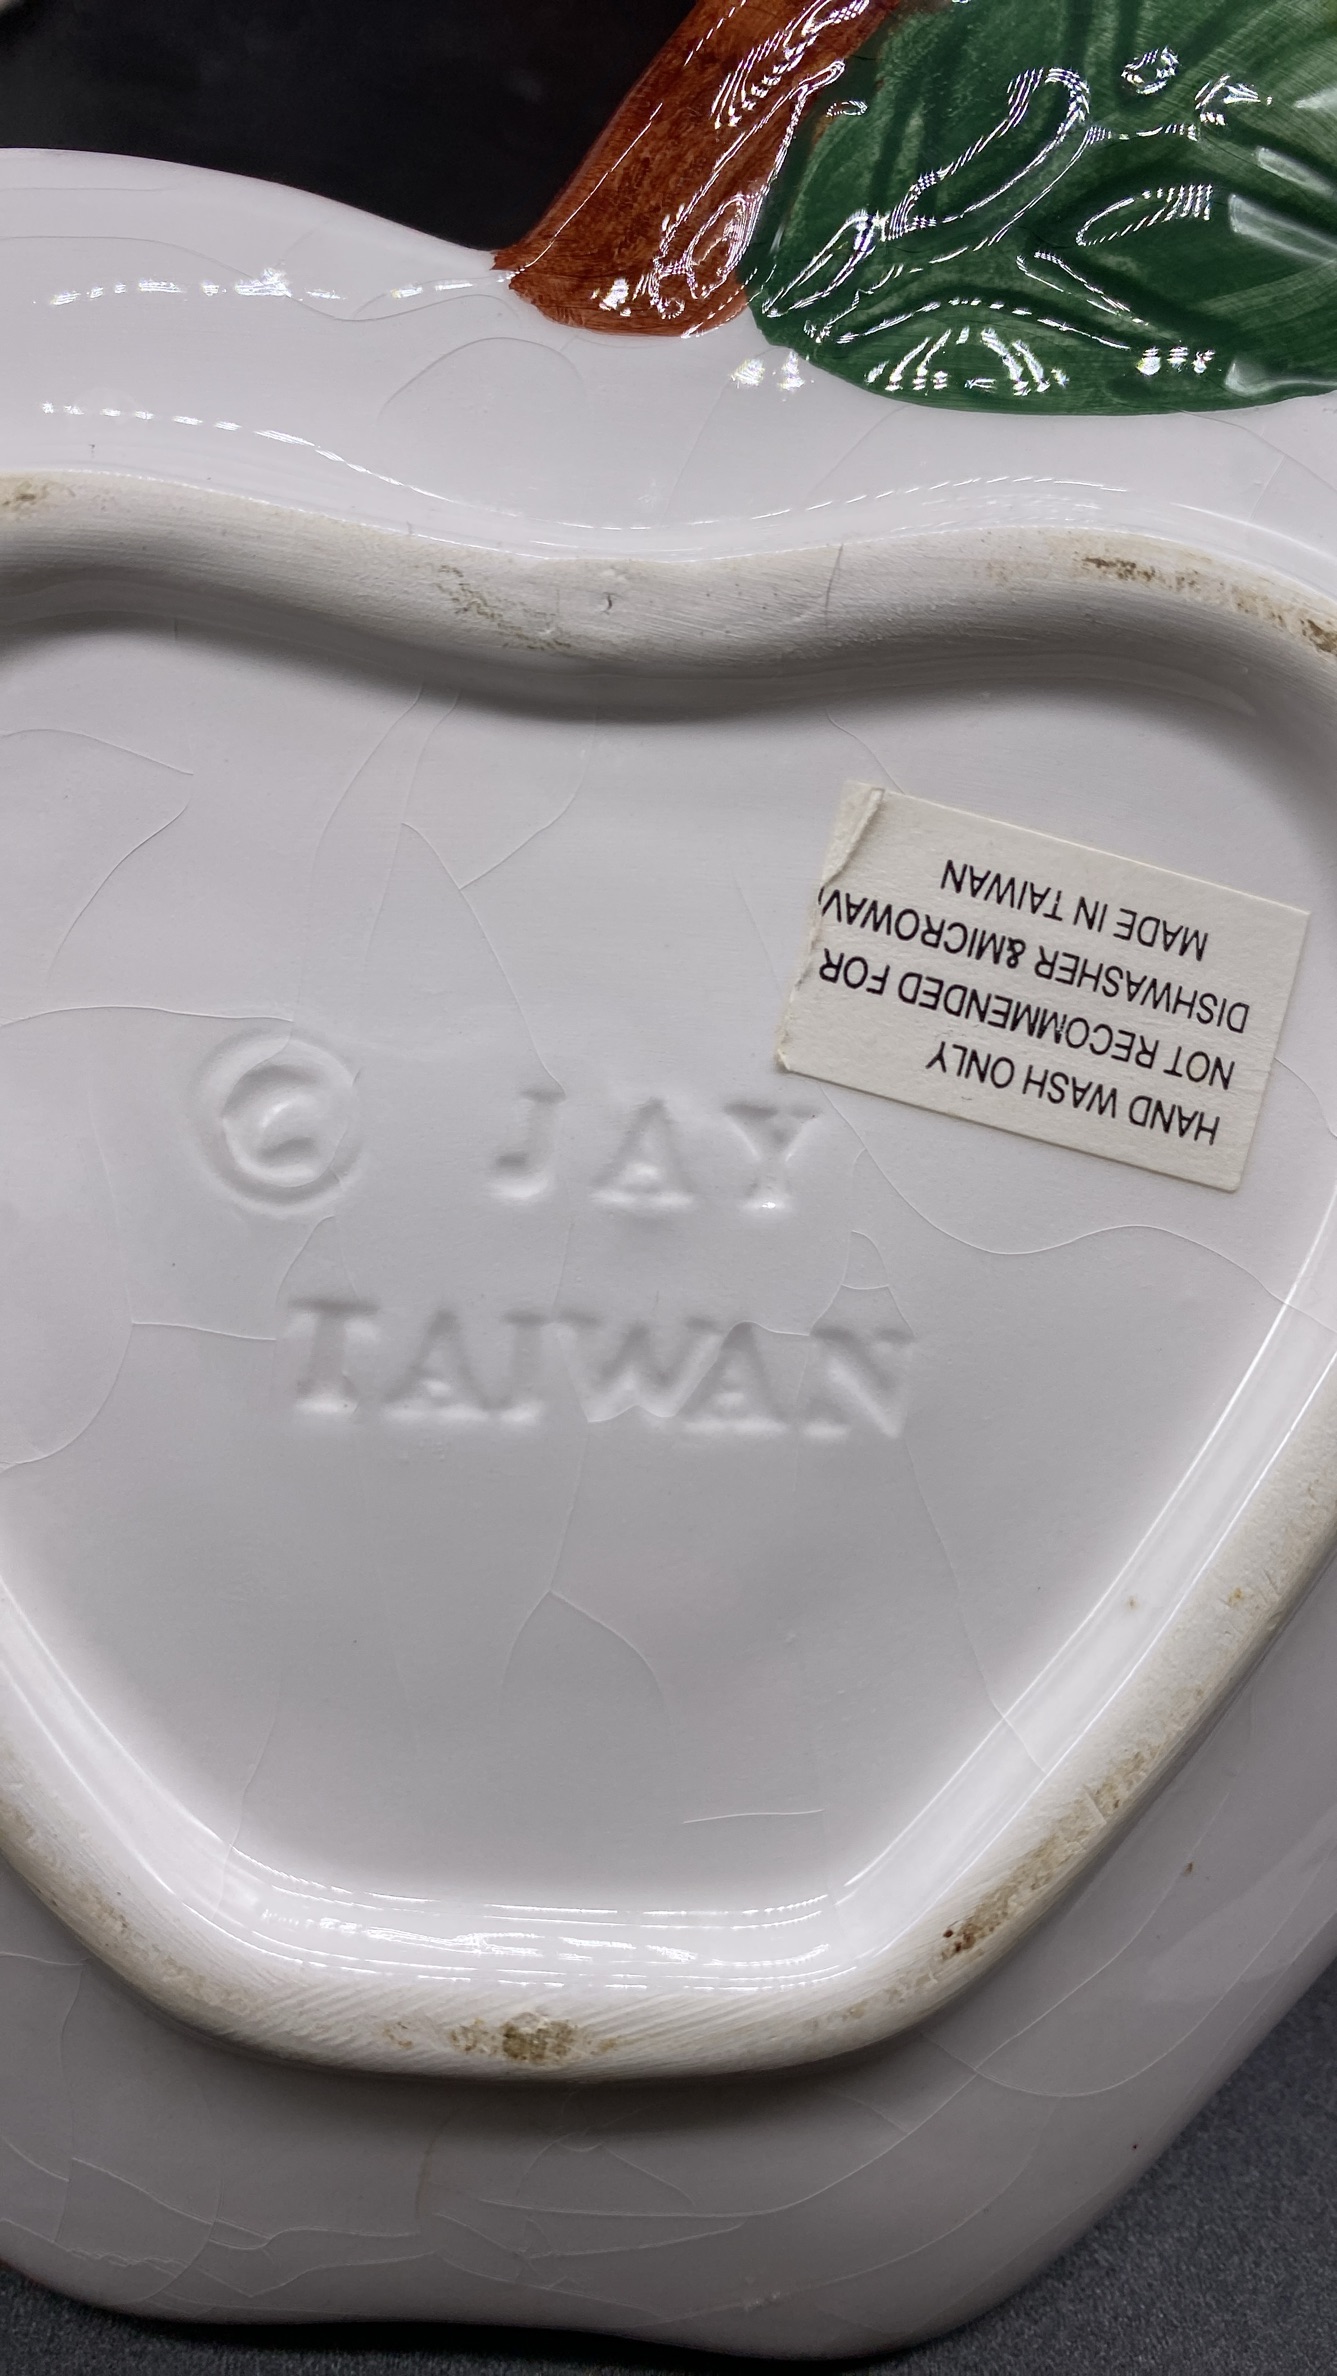 © JAY
TAIWAN
HAND WASH ONLY
NOT RECOMMENDED FOR
DISHWASHER &MICROWAV
MADE IN TAIWAN